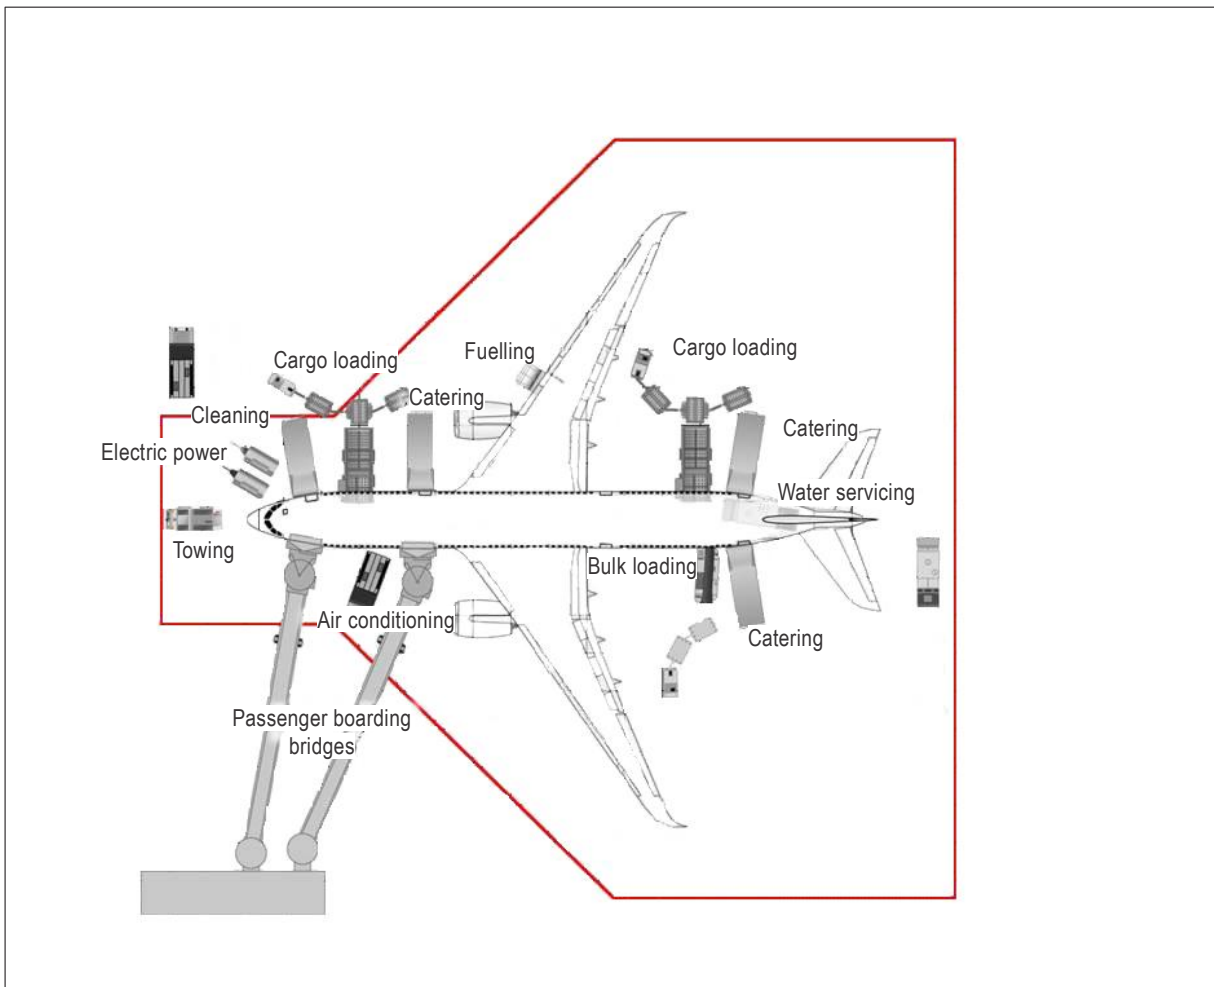 Fuelling
Cargo loading
Cargo loading
Catering
Cleaning
Catering
Electric power
Water servicing
Towing
Bulk loading
Air conditioning
Catering
Passenger boarding
bridges